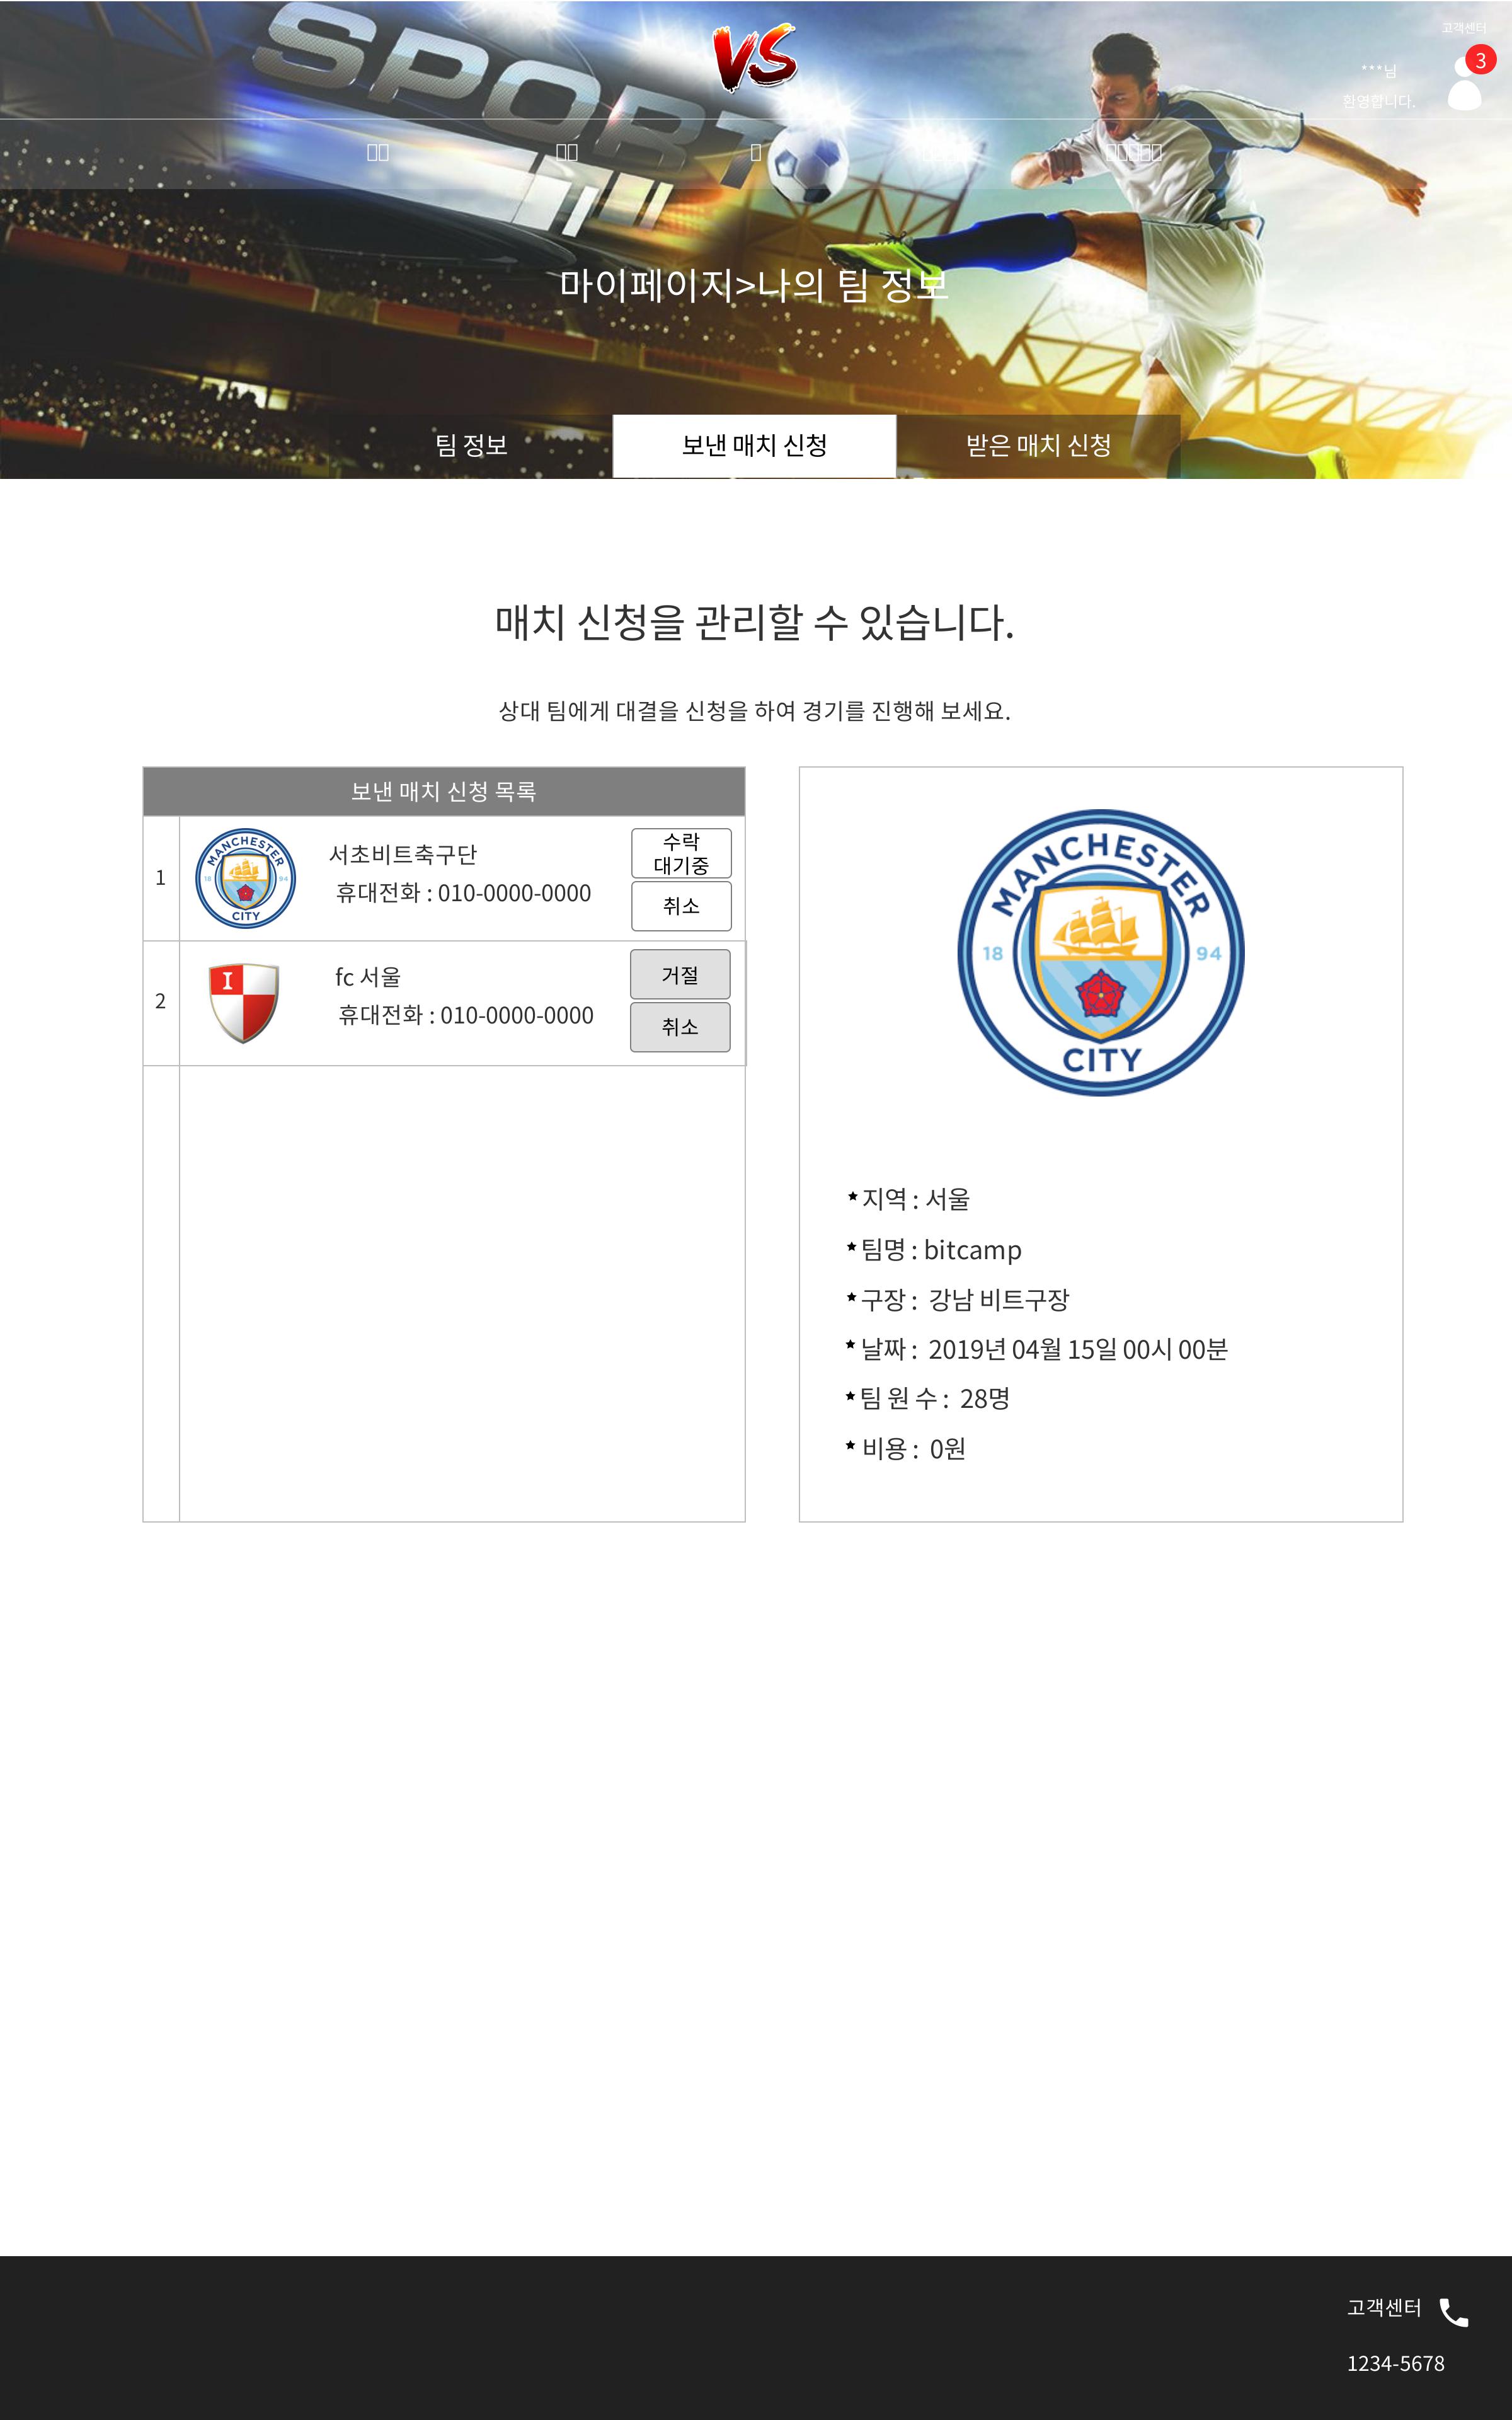 SPORT
VS
고객센터
3
***님
환영합니다.
마이페이지>나의 팀 정보
팀 정보
보낸 매치 신청
받은 매치 신청
매치 신청을 관리할 수 있습니다.
상대 팀에게 대결을 신청을 하여 경기를 진행해 보세요.
보낸 매치 신청 목록
1
MANCHESTER
18 94
CITY
서초비트축구단
휴대전화 : 010-0000-0000
수락
대기중
취소
2
I
fc 서울
휴대전화 : 010-0000-0000
거절
취소
MANCHESTER
18 94
CITY
지역 : 서울
팀명 : bitcamp
구장 : 강남 비트구장
날짜 : 2019년 04월 15일 00시 00분
팀 원 수 : 28명
비용 : 0원
고객센터
1234-5678